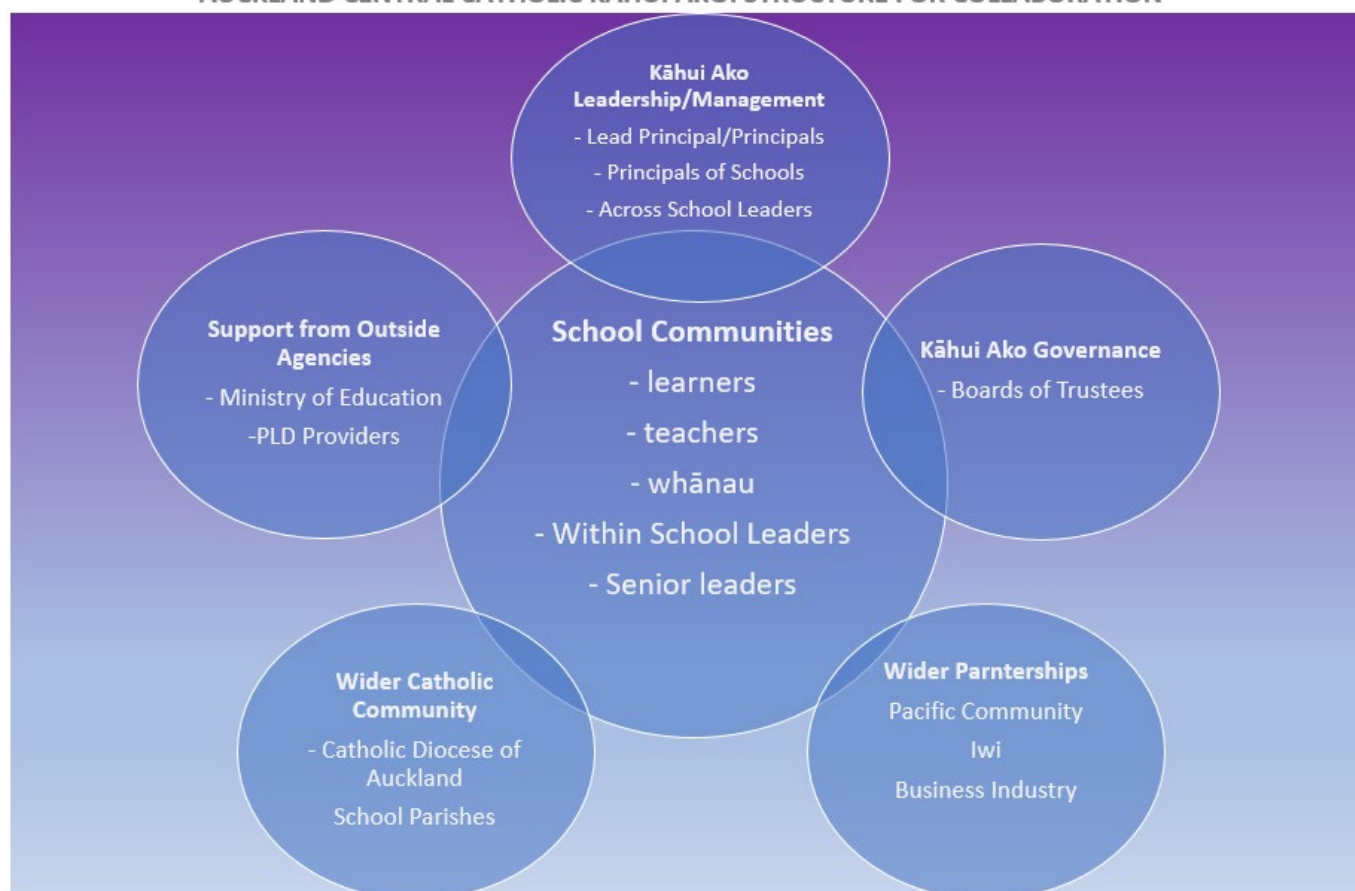 AUCKLAND CENTRAL CATHOLIC KĀHUI AKO: STRUCTURE FOR COLLABORATION
Kāhui Ako
Leadership/Management
- Lead Principal/Principals
- Principals of Schools
- Across School Leaders
Support from Outside
Agencies
- Ministry of Education
-PLD Providers
School Communities
- learners
- teachers
- whānau
- Within School Leaders
- Senior leaders
Kāhui Ako Governance
- Boards of Trustees
Wider Catholic
Community
- Catholic Diocese of
Auckland
School Parishes
Wider Parnterships
Pacific Community
Iwi
Business Industry